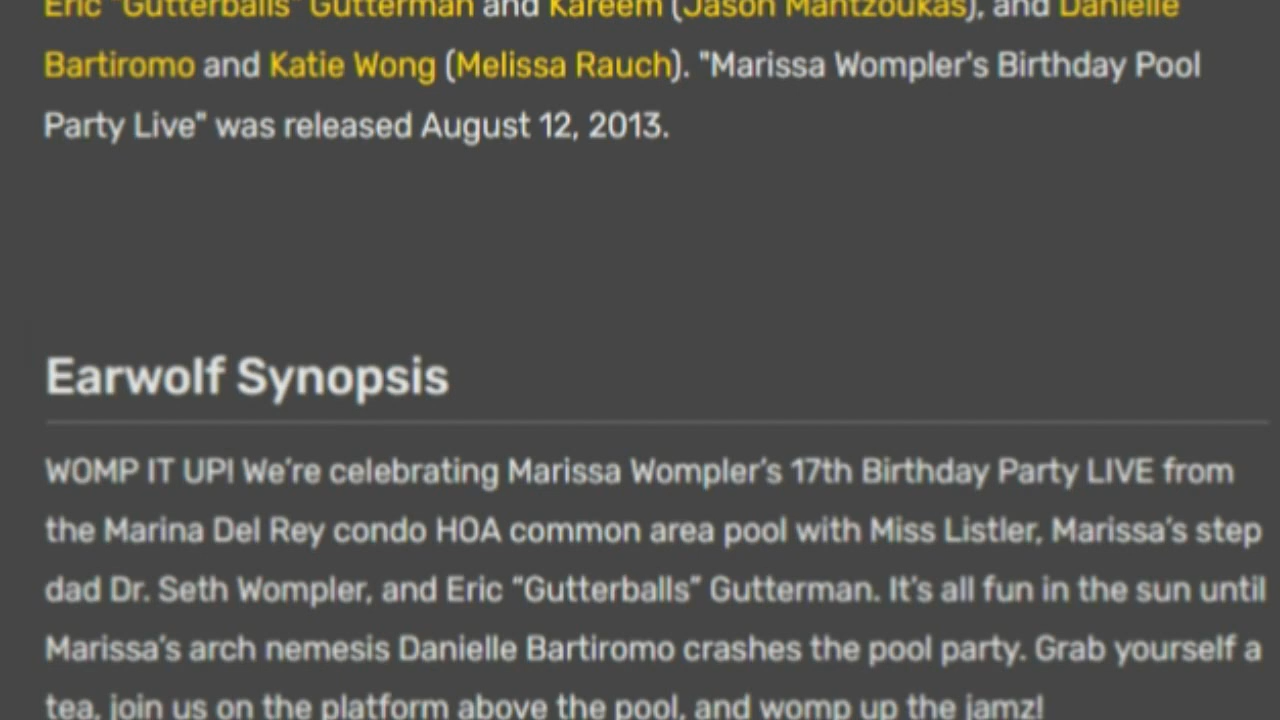 Eric "Gutterballs" Gutterman and Kareem (Jason Mantzoukas), and Danielle
Bartiromo and Katie Wong (Melissa Rauch). "Marissa Wompler's Birthday Pool
Party Live" was released August 12, 2013.
Earwolf Synopsis
WOMP IT UP! We’re celebrating Marissa Wompler’s 17th Birthday Party LIVE from
the Marina Del Rey condo HOA common area pool with Miss Listler, Marissa’s step
dad Dr. Seth Wompler, and Eric “Gutterballs” Gutterman. It’s all fun in the sun until
Marissa’s arch nemesis Danielle Bartiromo crashes the pool party. Grab yourself a
tea, join us on the platform above the pool, and womp up the jamz!